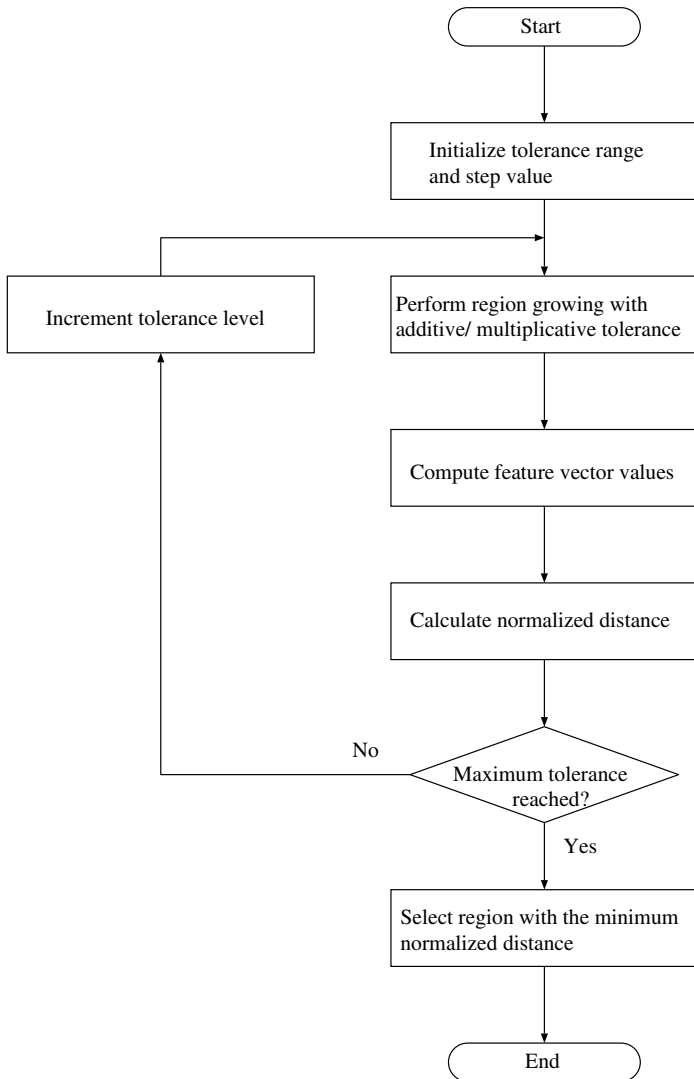 Start
Initialize tolerance range
and step value
Increment tolerance level
Perform region growing with
additive/ multiplicative tolerance
Compute feature vector values
Calculate normalized distance
No
Maximum tolerance
reached?
Yes
Select region with the minimum
normalized distance
End